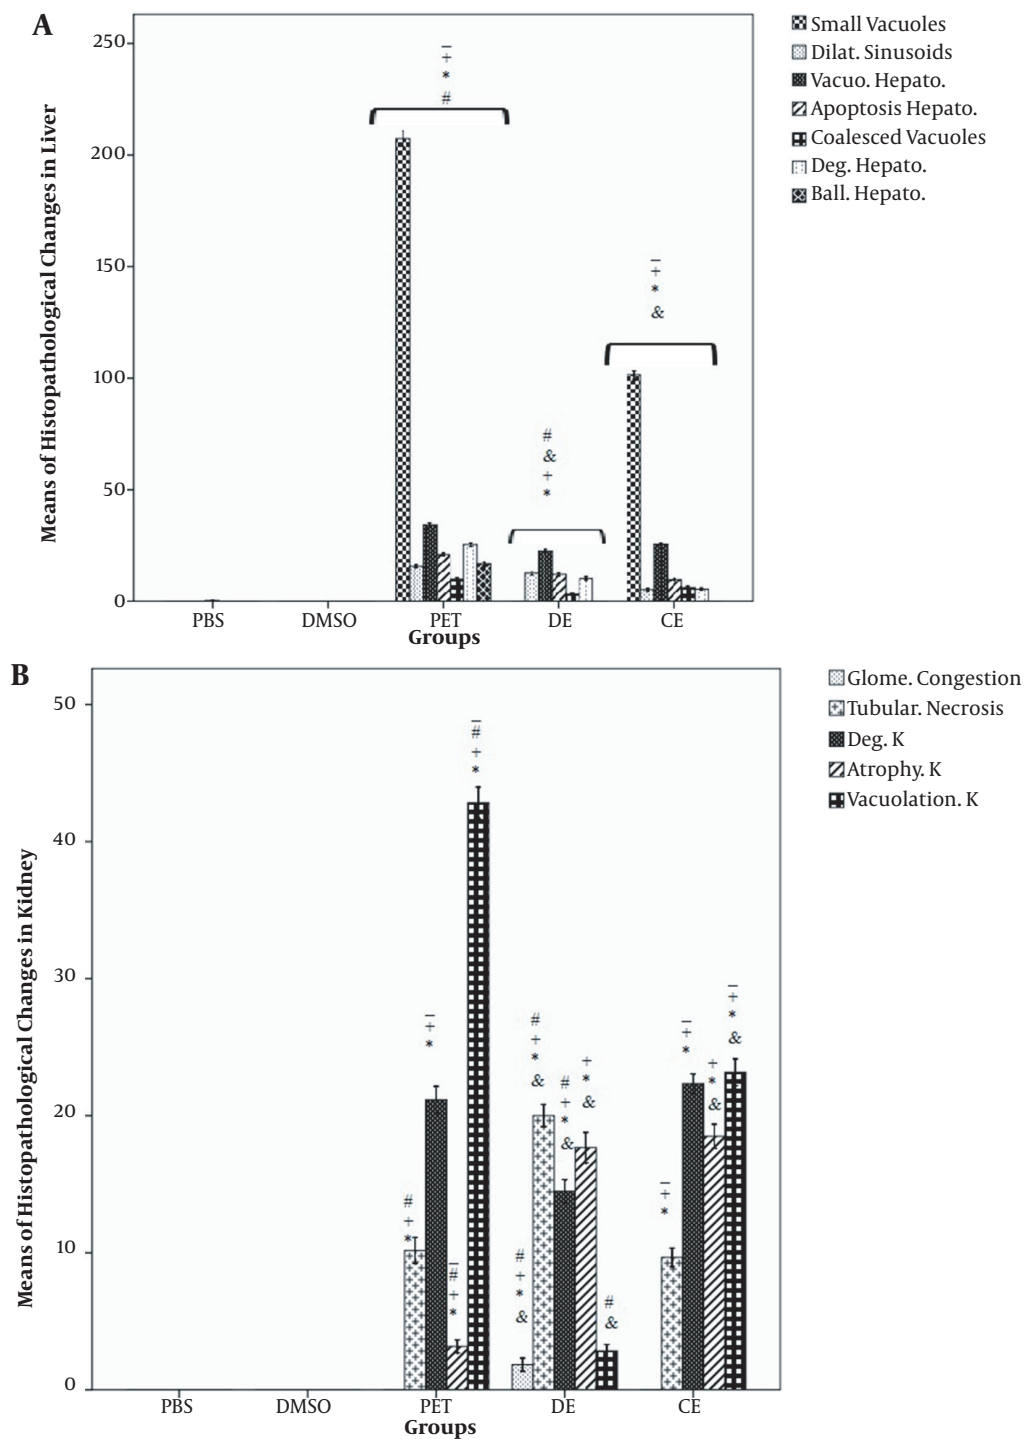 A
Means of Histopathological Changes in Liver
250
200
150
100
50
0
—
+
*
#
#
&
+
*
—
+
*
&
PBS
DMSO
PET
DE
CE
Groups
Small Vacuoles
Dilat. Sinusoids
Vacuo. Hepato.
Apoptosis Hepato.
Coalesced Vacuoles
Deg. Hepato.
Ball. Hepato.
B
Means of Histopathological Changes in Kidney
50
40
30
20
10
0
#
+
*
—
+
*
—
#
+
*
—
#
+
*
#
+
*
&
#
+
*
&
#
+
*
&
+
*
&
#
&
—
+
*
—
+
*
+
*
&
—
+
*
&
PBS
DMSO
PET
DE
CE
Groups
Glome. Congestion
Tubular. Necrosis
Deg. K
Atrophy. K
Vacuolation. K